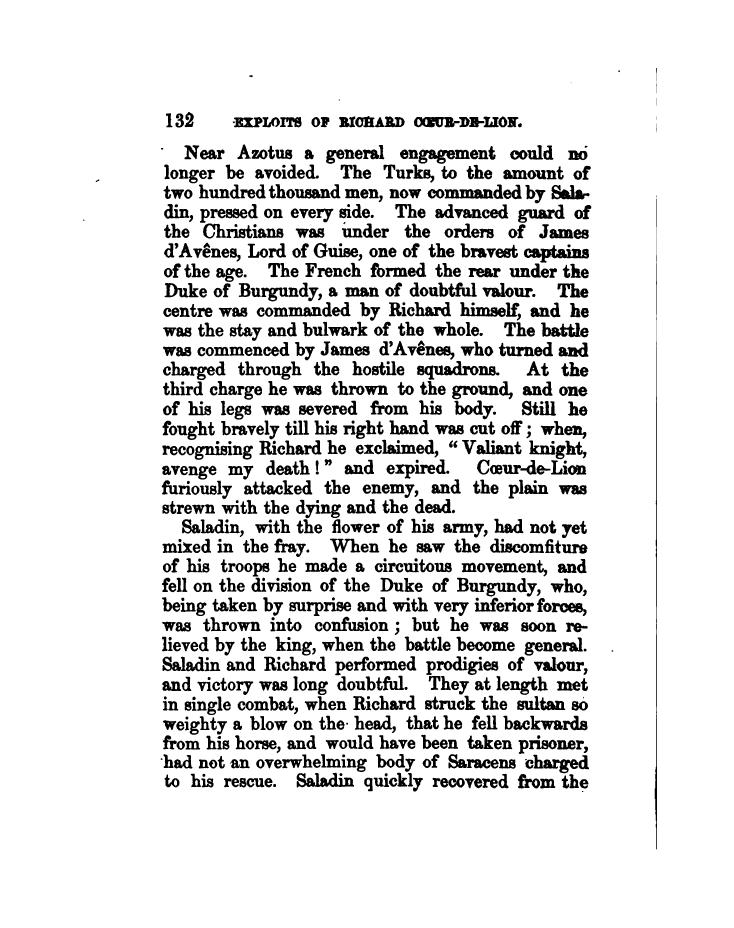 132 EXPLOITS OF RICHARD CŒUR-DE-LION.
Near Azotus a general engagement could no
longer be avoided. The Turks, to the amount of
two hundred thousand men, now commanded by Sala-
din, pressed on every side. The advanced guard of
the Christians was under the orders of James
d'Avênes, Lord of Guise, one of the bravest captains
of the age. The French formed the rear under the
Duke of Burgundy, a man of doubtful valour. The
centre was commanded by Richard himself, and he
was the stay and bulwark of the whole. The battle
was commenced by James d'Avênes, who turned and
charged through the hostile squadrons. At the
third charge he was thrown to the ground, and one
of his legs was severed from his body. Still he
fought bravely till his right hand was cut off; when,
recognising Richard he exclaimed, “Valiant knight,
avenge my death!” and expired. Cœur-de-Lion
furiously attacked the enemy, and the plain was
strewn with the dying and the dead.
Saladin, with the flower of his army, had not yet
mixed in the fray. When he saw the discomfiture
of his troops he made a circuitous movement, and
fell on the division of the Duke of Burgundy, who,
being taken by surprise and with very inferior forces,
was thrown into confusion; but he was soon re-
lieved by the king, when the battle become general.
Saladin and Richard performed prodigies of valour,
and victory was long doubtful. They at length met
in single combat, when Richard struck the sultan so
weighty a blow on the head, that he fell backwards
from his horse, and would have been taken prisoner,
had not an overwhelming body of Saracens charged
to his rescue. Saladin quickly recovered from the